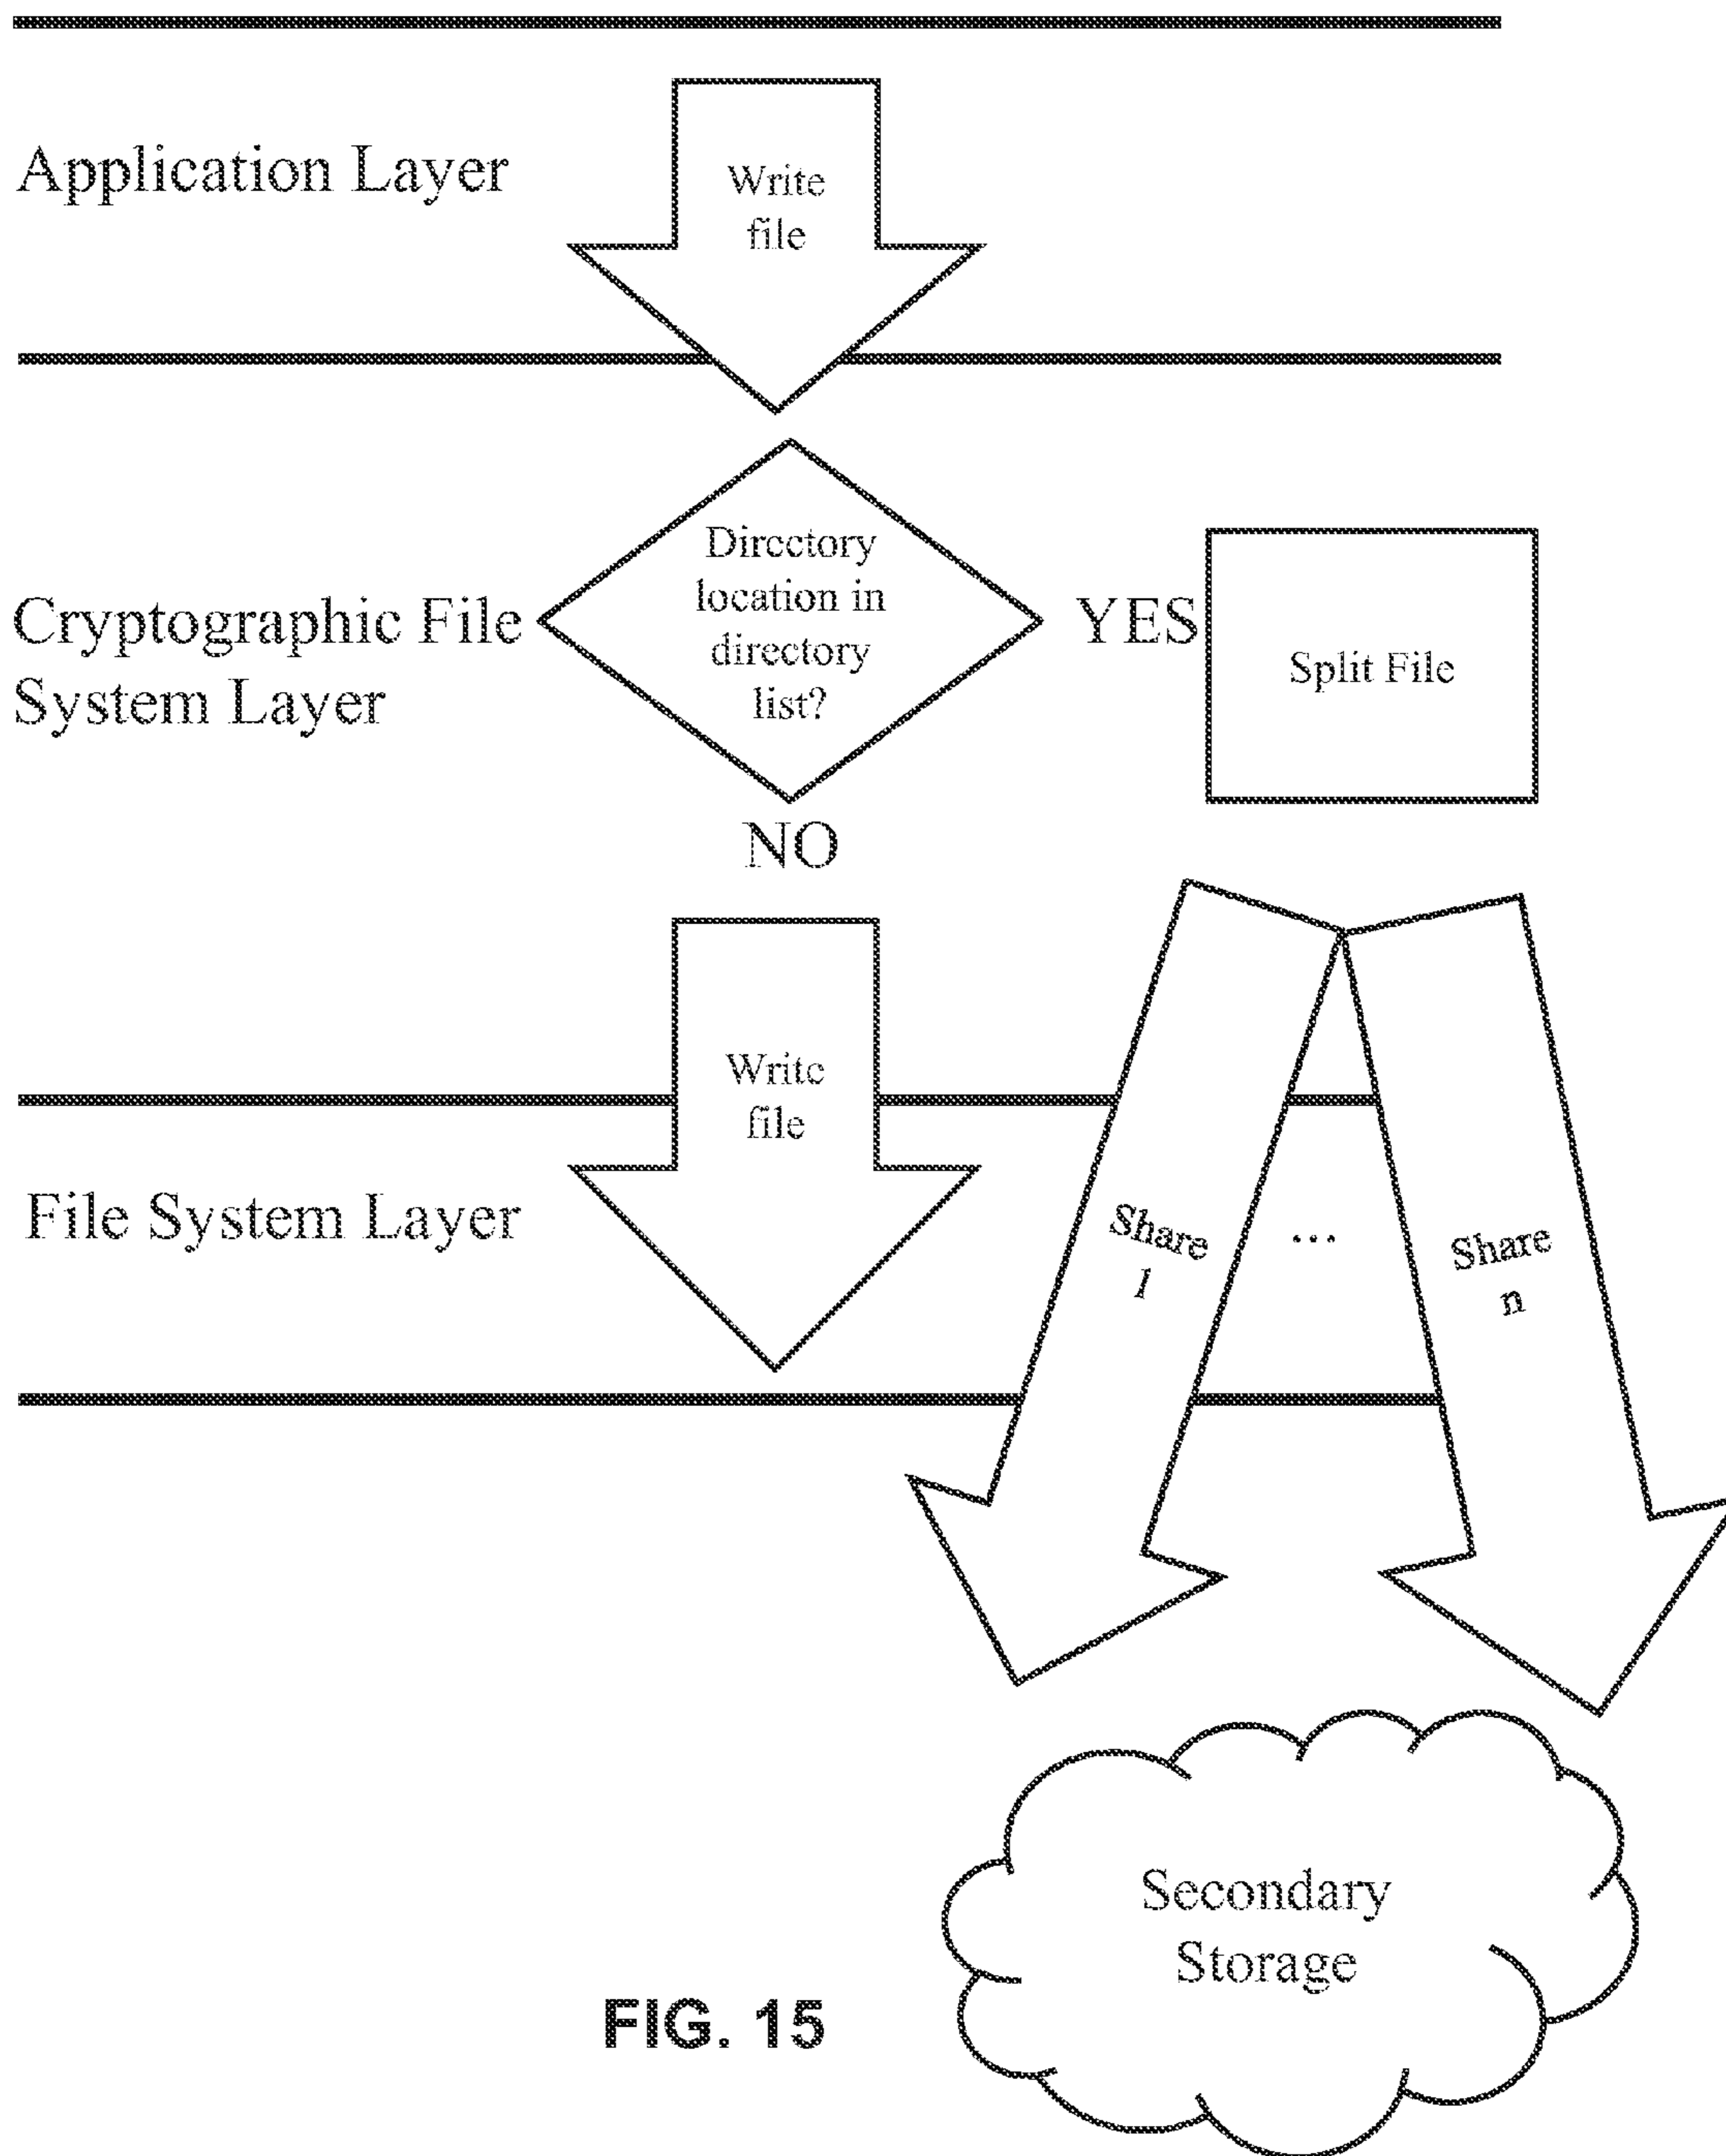 Application Layer
Write
file
Cryptographic File
System Layer
Directory
location in
directory
list?
YES
Split File
NO
Write
file
File System Layer
Share
1
...
Share
n
Secondary
Storage
FIG. 15